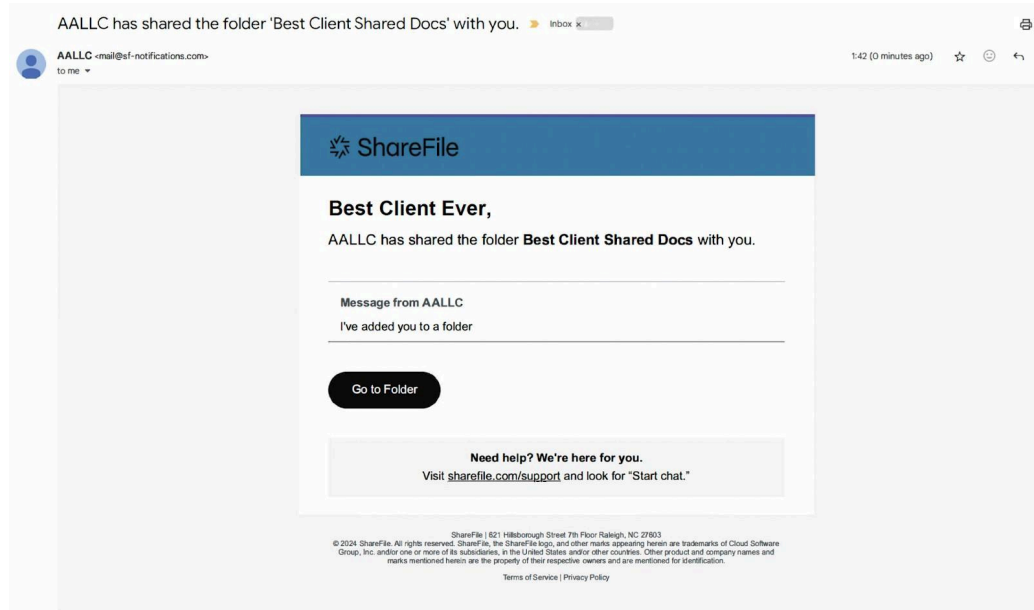 AALLC has shared the folder 'Best Client Shared Docs' with you. Inbox x
AALLC <mail@sf-notifications.com>
1:42 (0 minutes ago)
to me
ShareFile
Best Client Ever,
AALLC has shared the folder Best Client Shared Docs with you.
Message from AALLC
I've added you to a folder
Go to Folder
Need help? We're here for you.
Visit sharefile.com/support and look for “Start chat.”
ShareFile | 621 Hillsborough Street 7th Floor Raleigh, NC 27603
© 2024 ShareFile. All rights reserved. ShareFile, the ShareFile logo, and other marks appearing herein are trademarks of Cloud Software
Group, Inc. and/or one or more of its subsidiaries, in the United States and/or other countries. Other product and company names and
marks mentioned herein are the property of their respective owners and are mentioned for identification.
Terms of Service | Privacy Policy